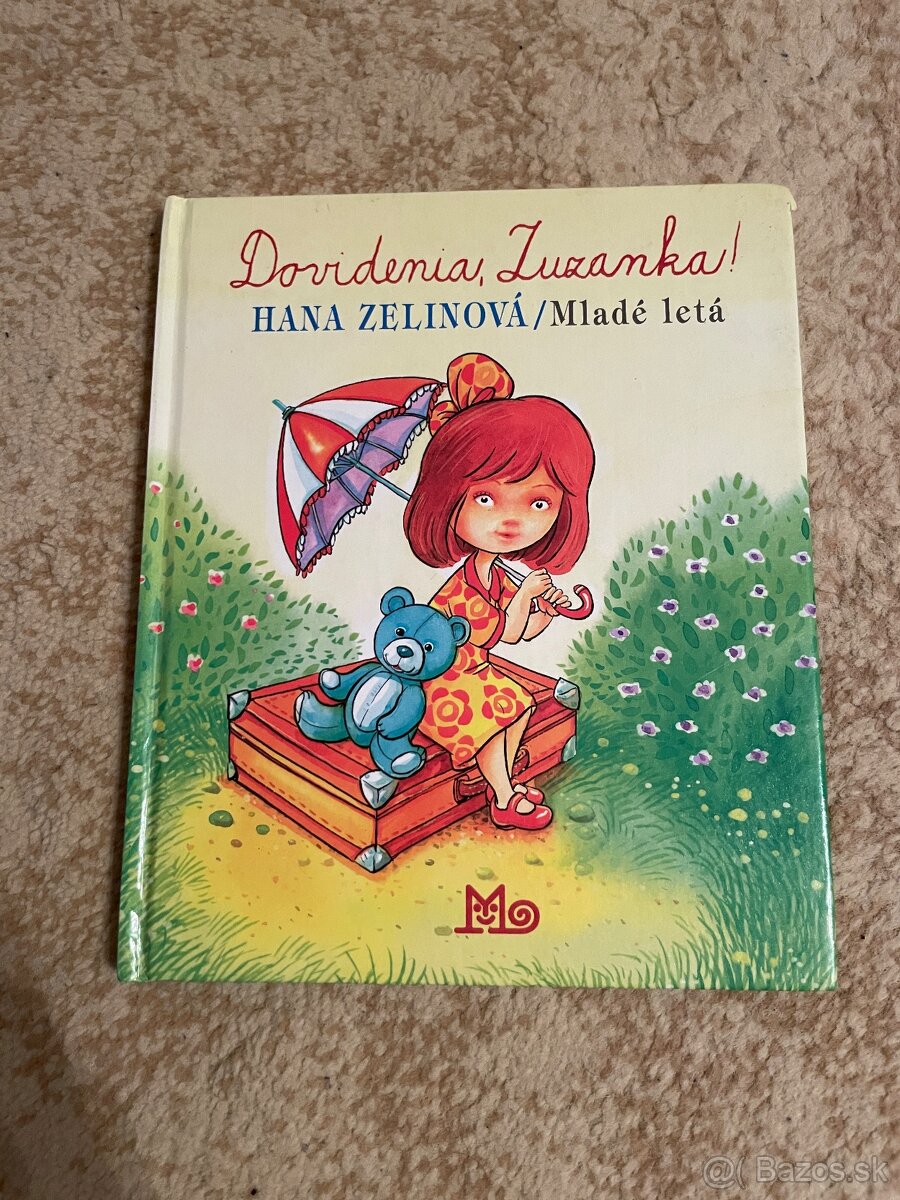 Dovidenia, Zuzanka!
HANA ZELINOVÁ/Mladé letá
M
@( Bazos.sk